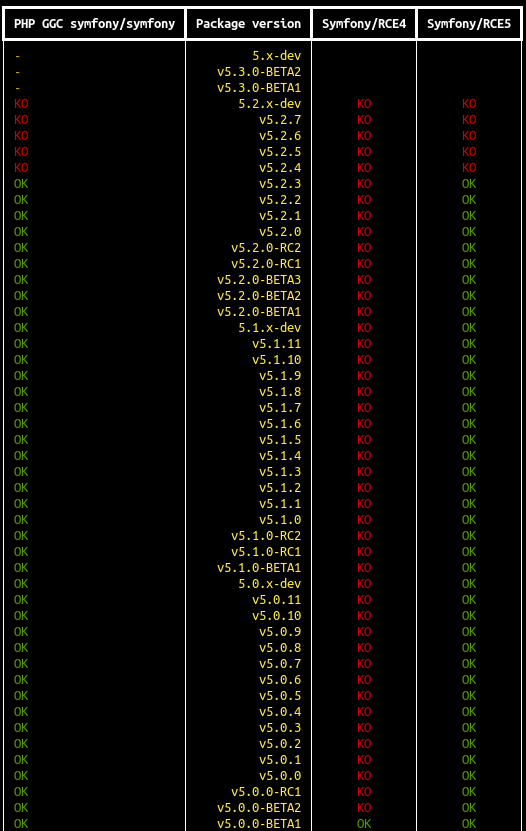 PHP GGC symfony/symfony Package version Symfony/RCE4 Symfony/RCE5
- 5.x-dev
- v5.3.0-BETA2
- v5.3.0-BETA1
KO 5.2.x-dev KO KO
KO v5.2.7 KO KO
KO v5.2.6 KO KO
KO v5.2.5 KO KO
KO v5.2.4 KO KO
OK v5.2.3 KO OK
OK v5.2.2 KO OK
OK v5.2.1 KO OK
OK v5.2.0 KO OK
OK v5.2.0-RC2 KO OK
OK v5.2.0-RC1 KO OK
OK v5.2.0-BETA3 KO OK
OK v5.2.0-BETA2 KO OK
OK v5.2.0-BETA1 KO OK
OK 5.1.x-dev KO OK
OK v5.1.11 KO OK
OK v5.1.10 KO OK
OK v5.1.9 KO OK
OK v5.1.8 KO OK
OK v5.1.7 KO OK
OK v5.1.6 KO OK
OK v5.1.5 KO OK
OK v5.1.4 KO OK
OK v5.1.3 KO OK
OK v5.1.2 KO OK
OK v5.1.1 KO OK
OK v5.1.0 KO OK
OK v5.1.0-RC2 KO OK
OK v5.1.0-RC1 KO OK
OK v5.1.0-BETA1 KO OK
OK 5.0.x-dev KO OK
OK v5.0.11 KO OK
OK v5.0.10 KO OK
OK v5.0.9 KO OK
OK v5.0.8 KO OK
OK v5.0.7 KO OK
OK v5.0.6 KO OK
OK v5.0.5 KO OK
OK v5.0.4 KO OK
OK v5.0.3 KO OK
OK v5.0.2 KO OK
OK v5.0.1 KO OK
OK v5.0.0 KO OK
OK v5.0.0-RC1 KO OK
OK v5.0.0-BETA2 KO OK
OK v5.0.0-BETA1 OK OK